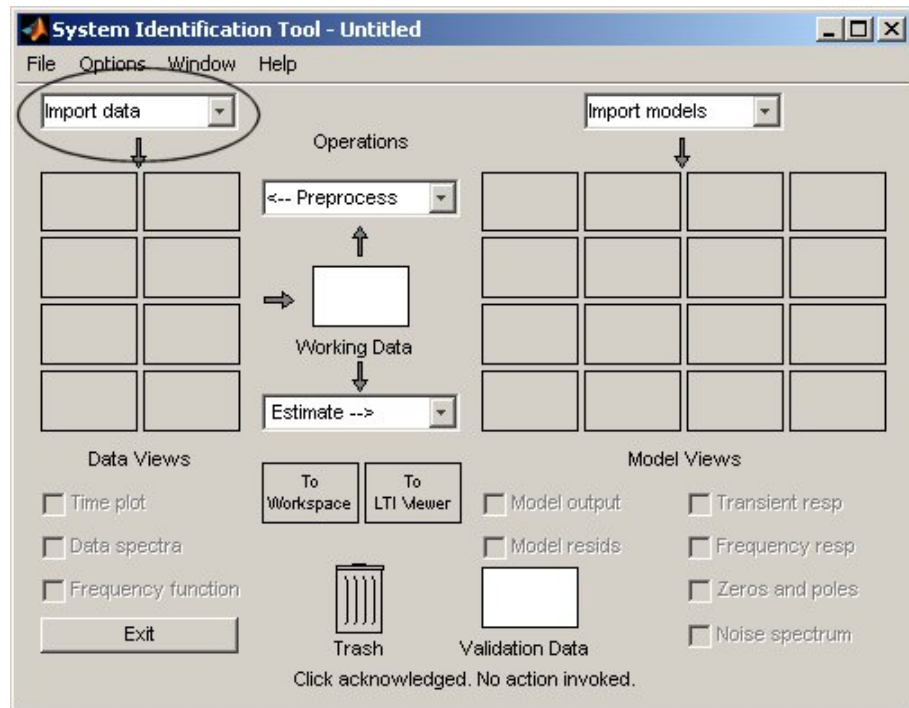 System Identification Tool - Untitled
File Options Window Help
Import data
Import models
Operations
<-- Preprocess
Working Data
Estimate -->
Data Views
Model Views
To Workspace
To LTI Viewer
Time plot
Data spectra
Frequency function
Model output
Model resids
Transient resp
Frequency resp
Zeros and poles
Noise spectrum
Exit
Trash
Validation Data
Click acknowledged. No action invoked.